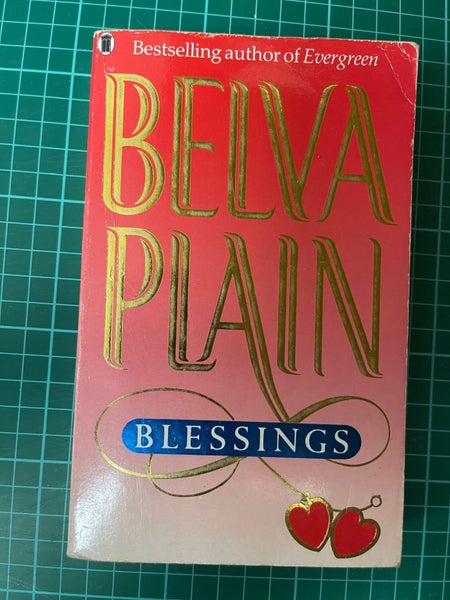 Bestselling author of Evergreen
BELVA
PLAIN
BLESSINGS